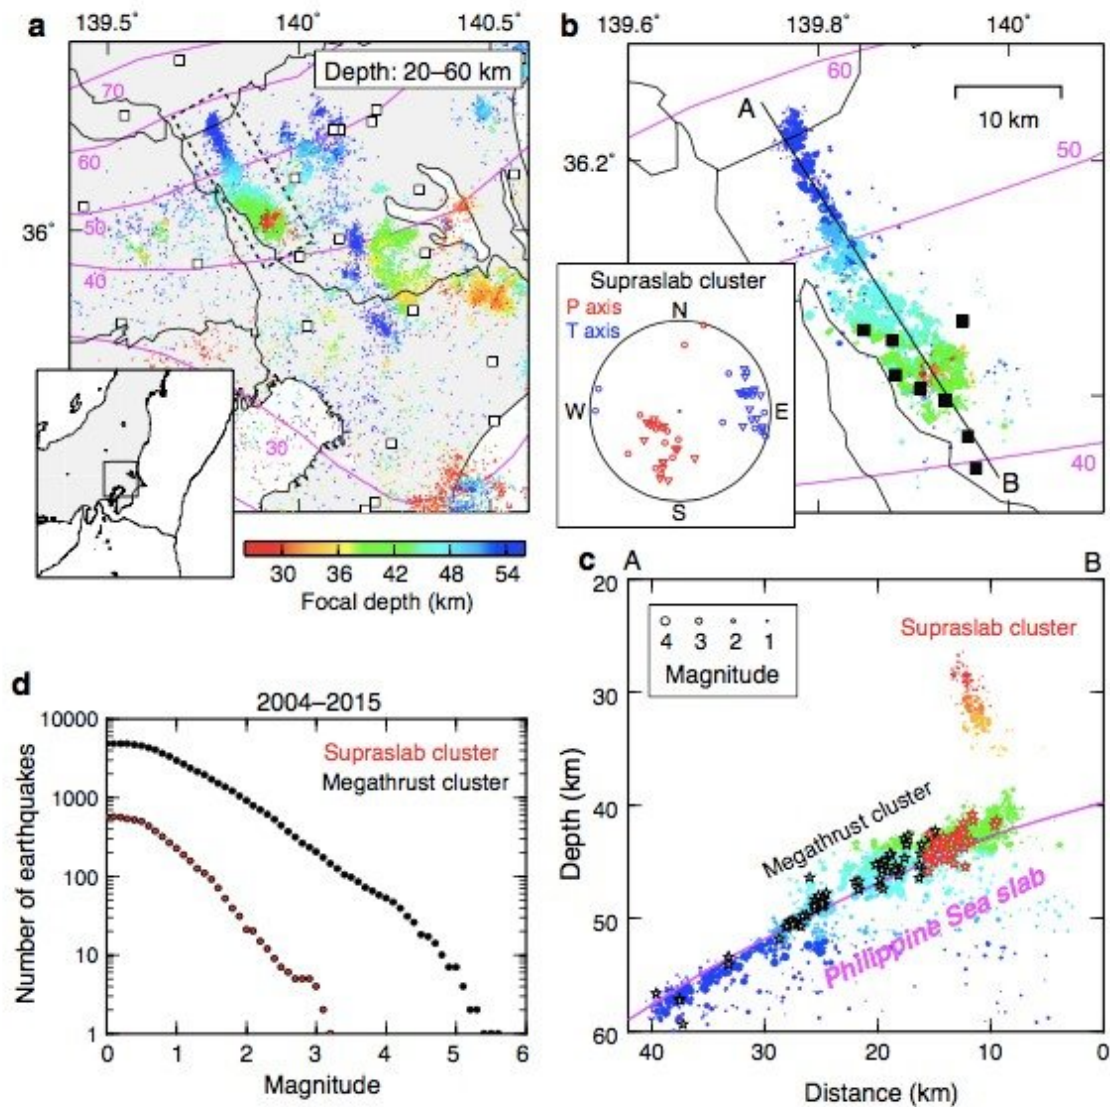 a
139.5°
140°
140.5°
Depth: 20–60 km
70
60
50
40
30
36°
30
36
42
48
54
Focal depth (km)
b
139.6°
139.8°
140°
60
A
10 km
36.2°
50
40
B
Supraslab cluster
P axis
T axis
N
W
E
S
c
A
B
20
30
40
50
60
Depth (km)
4
3
2
1
Magnitude
Supraslab cluster
Megathrust cluster
Philippine Sea slab
40
30
20
10
0
Distance (km)
d
2004–2015
10000
1000
100
10
1
Number of earthquakes
Supraslab cluster
Megathrust cluster
0
1
2
3
4
5
6
Magnitude